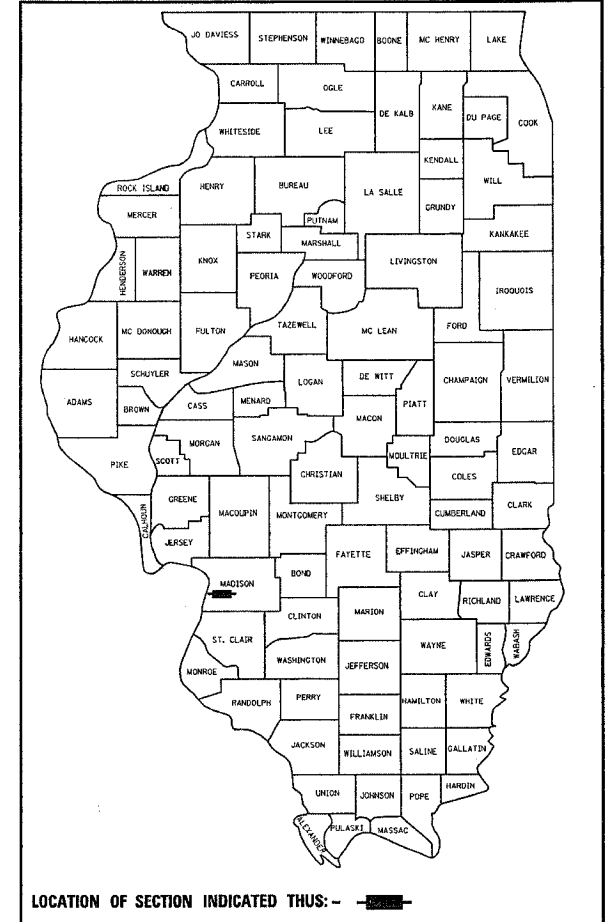 JO DAVIESS STEPHENSON WINNEBAGO BOONE MC HENRY LAKE
CARROLL OGLE DE KALB KANE DU PAGE COOK
WHITESIDE LEE
KENDALL WILL
ROCK ISLAND HENRY BUREAU LA SALLE GRUNDY
MERCER PUTNAM KANKAKEE
STARK MARSHALL
HENDERSON WARREN KNOX PEORIA WOODFORD LIVINGSTON IROQUOIS
HANCOCK MC DONOUGH FULTON TAZEWELL MC LEAN FORD
SCHUYLER MASON LOGAN DE WITT CHAMPAIGN VERMILION
ADAMS BROWN CASS MENARD MACON PIATT
PIKE SCOTT MORGAN SANGAMON MOULTRIE DOUGLAS EDGAR
CHRISTIAN COLES
GREENE MACOUPIN MONTGOMERY SHELBY CUMBERLAND CLARK
CALHOUN JERSEY FAYETTE EFFINGHAM JASPER CRAWFORD
MADISON BOND CLAY RICHLAND LAWRENCE
CLINTON MARION
ST. CLAIR WAYNE EDWARDS WABASH
MONROE WASHINGTON JEFFERSON
RANDOLPH PERRY HAMILTON WHITE
FRANKLIN
JACKSON WILLIAMSON SALINE GALLATIN
UNION JOHNSON POPE HARDIN
ALEXANDER PULASKI MASSAC
LOCATION OF SECTION INDICATED THUS: -